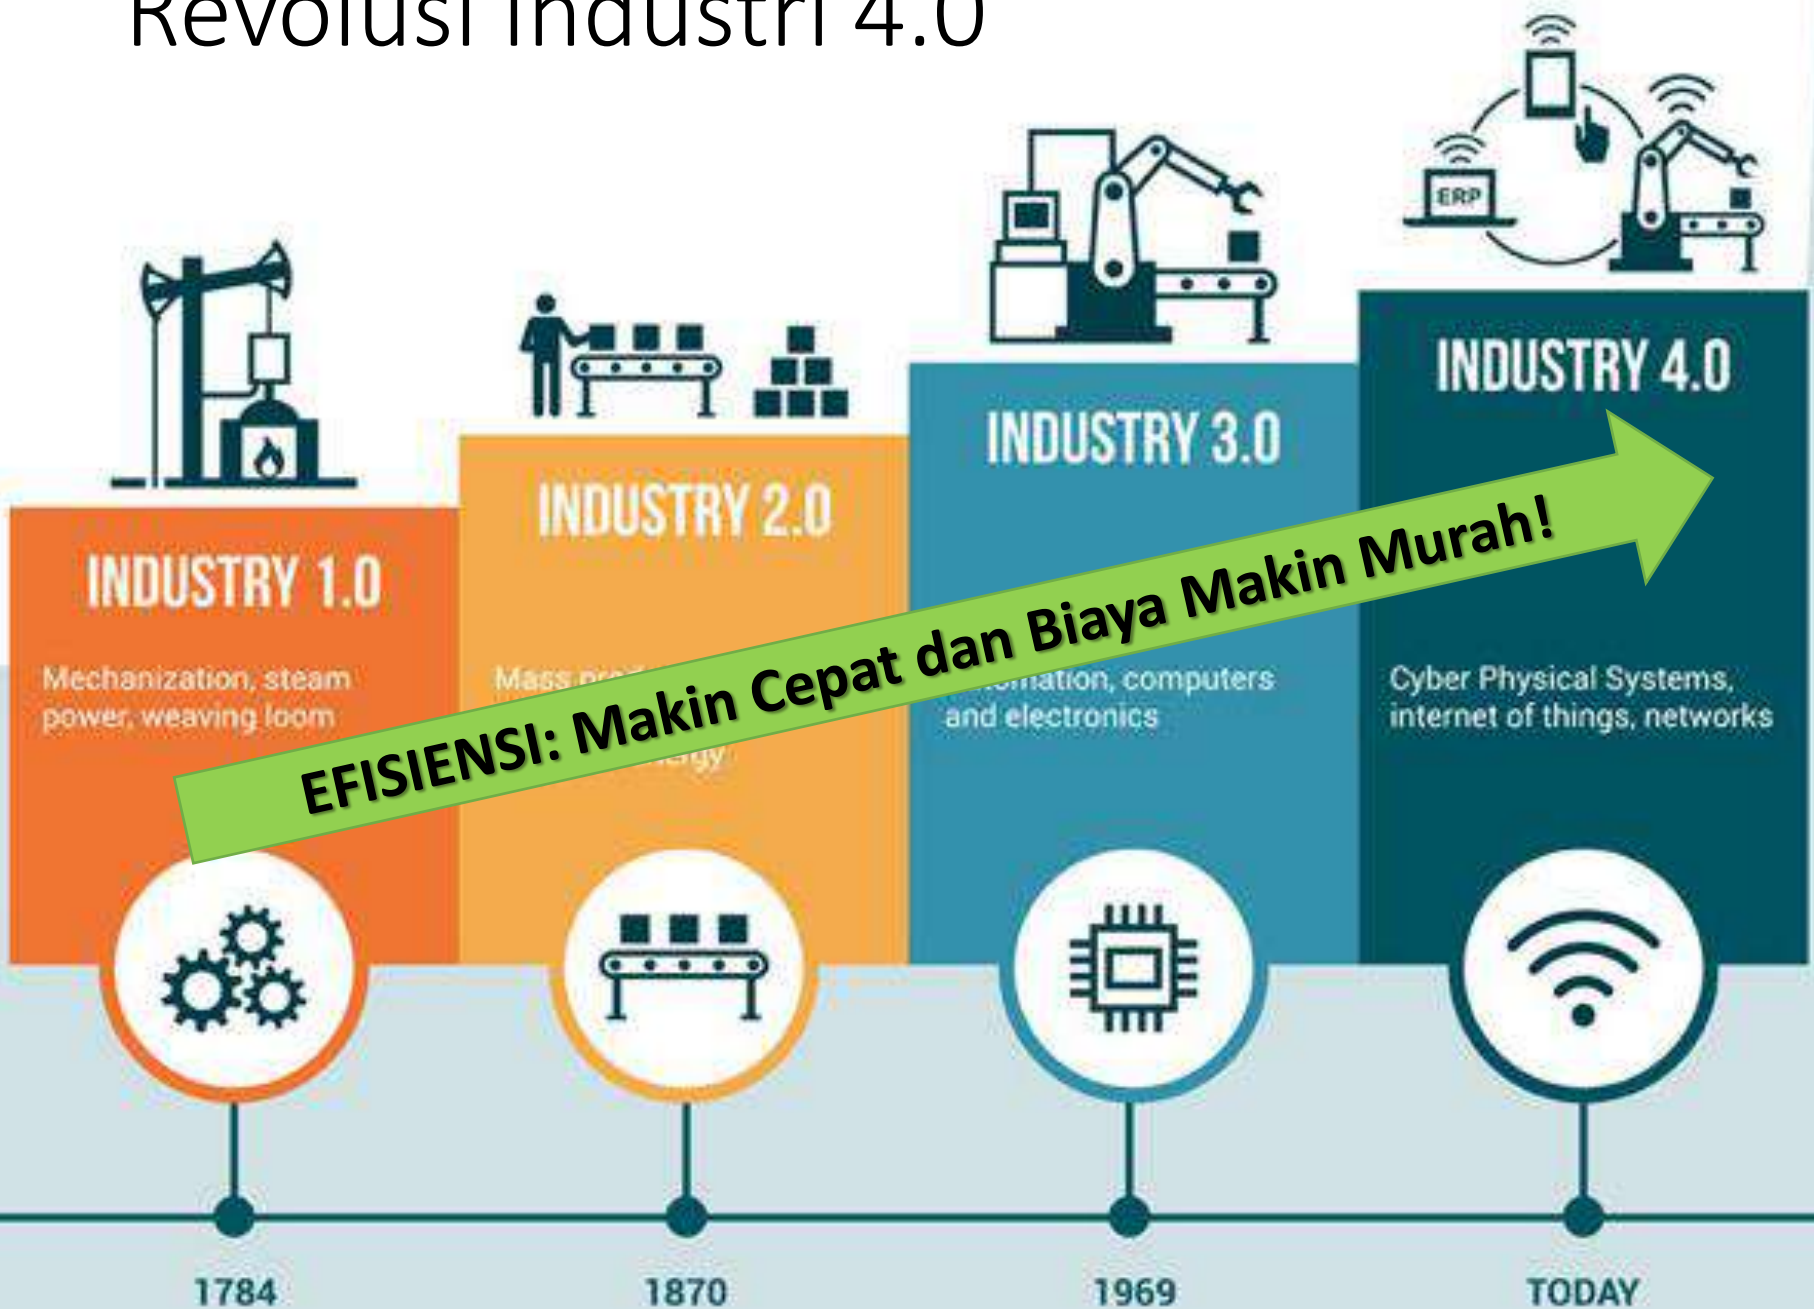 Revolusi Industri 4.0
ERP
INDUSTRY 1.0
Mechanization, steam
power, weaving loom
INDUSTRY 2.0
Mass
INDUSTRY 3.0
computers
and electronics
INDUSTRY 4.0
Cyber Physical Systems,
internet of things, networks
EFISIENSI: Makin Cepat dan Biaya Makin Murah!
1784
1870
1969
TODAY